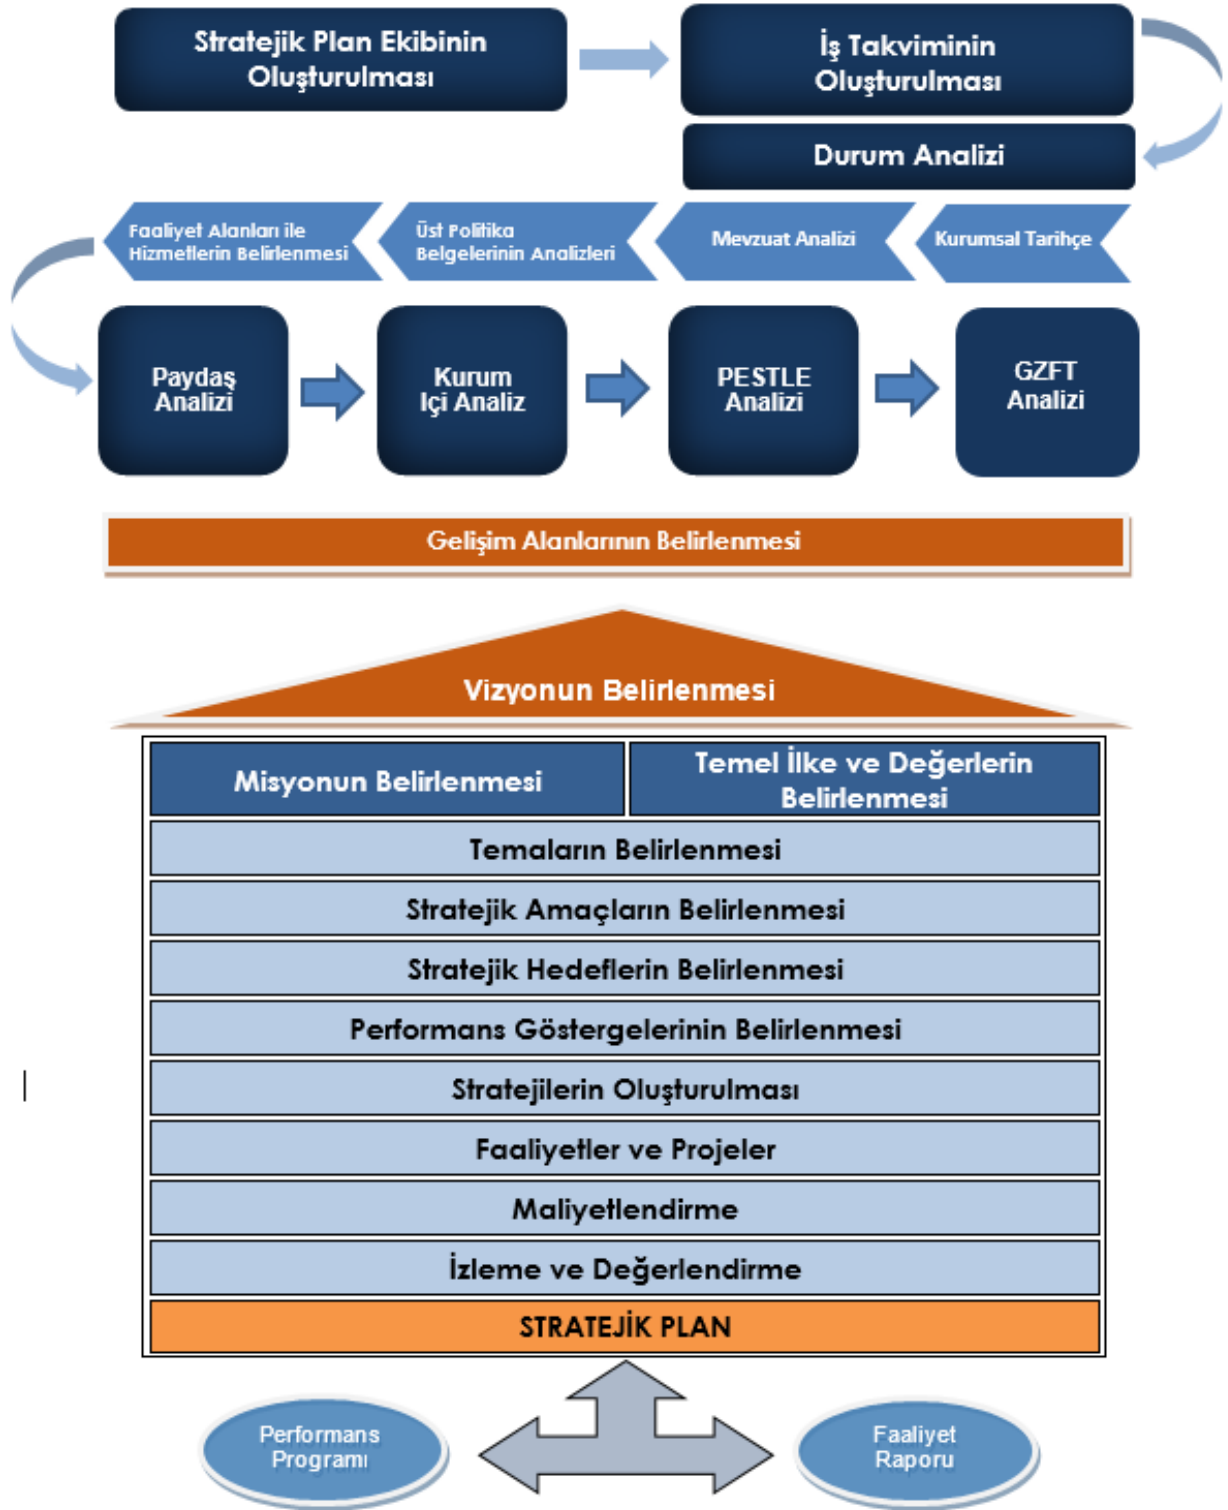 Stratejik Plan Ekibinin
Oluşturulması
İş Takviminin
Oluşturulması
Durum Analizi
Faaliyet Alanları ile
Hizmetlerin Belirlenmesi
Üst Politika
Belgelerinin Analizleri
Mevzuat Analizi
Kurumsal Tarihçe
Paydaş
Analizi
Kurum
Içi Analiz
PESTLE
Analizi
GZFT
Analizi
Gelişim Alanlarının Belirlenmesi
Vizyonun Belirlenmesi
Misyonun Belirlenmesi
Temel İlke ve Değerlerin
Belirlenmesi
Temaların Belirlenmesi
Stratejik Amaçların Belirlenmesi
Stratejik Hedeflerin Belirlenmesi
Performans Göstergelerinin Belirlenmesi
Stratejilerin Oluşturulması
Faaliyetler ve Projeler
Maliyetlendirme
İzleme ve Değerlendirme
STRATEJİK PLAN
Performans
Programı
Faaliyet
Raporu